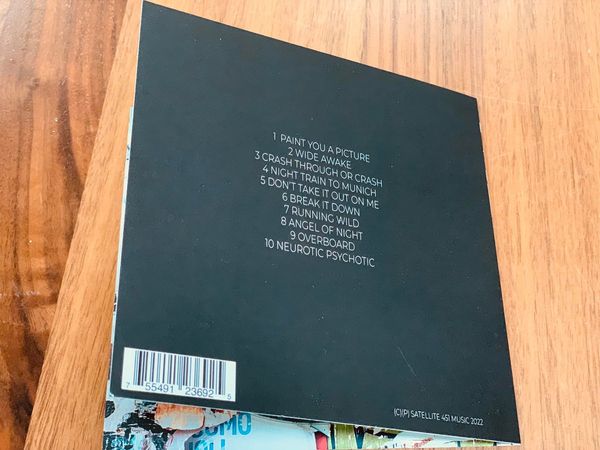 1 PAINT YOU A PICTURE
2 WIDE AWAKE
3 CRASH THROUGH OR CRASH
4 NIGHT TRAIN TO MUNICH
5 DON'T TAKE IT OUT ON ME
6 BREAK IT DOWN
7 RUNNING WILD
8 ANGEL OF NIGHT
9 OVERBOARD
10 NEUROTIC PSYCHOTIC
7 55491 23692 5
(C)(P) SATELLITE 451 MUSIC 2022